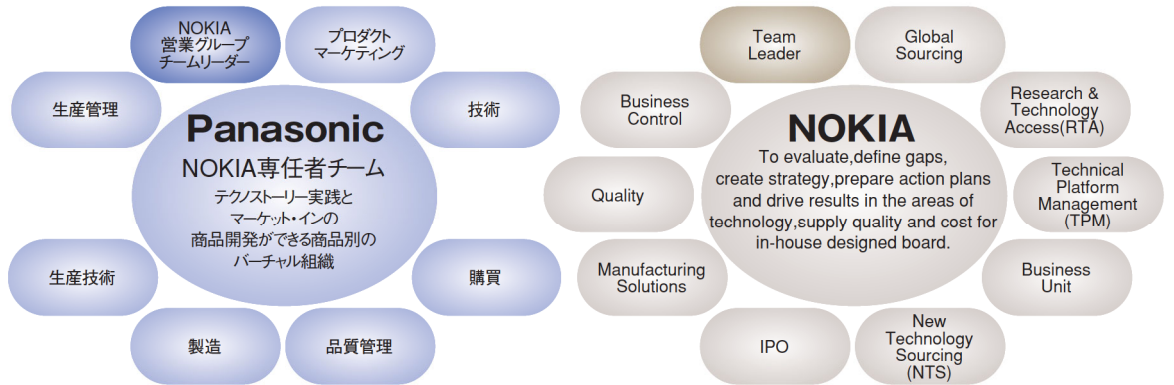 NOKIA
営業グループ
チームリーダー
プロダクト
マーケティング
生産管理
技術
Panasonic
NOKIA専任者チーム
テクノストーリー実践と
マーケット・インの
商品開発ができる商品別の
バーチャル組織
生産技術
購買
製造
品質管理
Team
Leader
Global
Sourcing
Business
Control
Research &
Technology
Access(RTA)
NOKIA
To evaluate,define gaps,
create strategy,prepare action plans
and drive results in the areas of
technology,supply quality and cost for
in-house designed board.
Quality
Technical
Platform
Management
(TPM)
Manufacturing
Solutions
Business
Unit
IPO
New
Technology
Sourcing
(NTS)